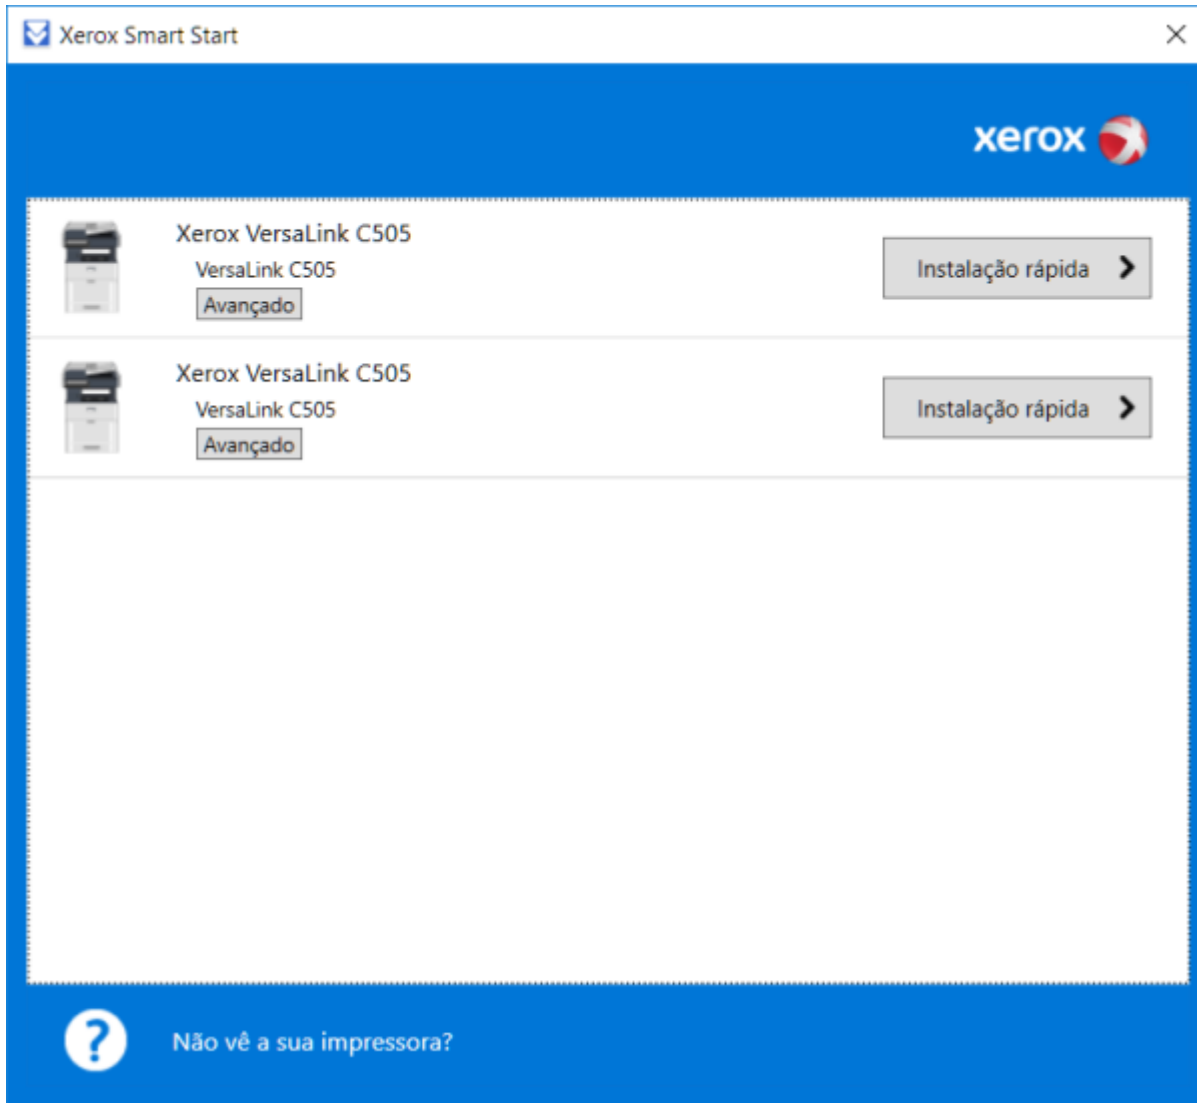 Xerox Smart Start
xerox
Xerox VersaLink C505
VersaLink C505
Avançado
Instalação rápida
Xerox VersaLink C505
VersaLink C505
Avançado
Instalação rápida
?
Não vê a sua impressora?